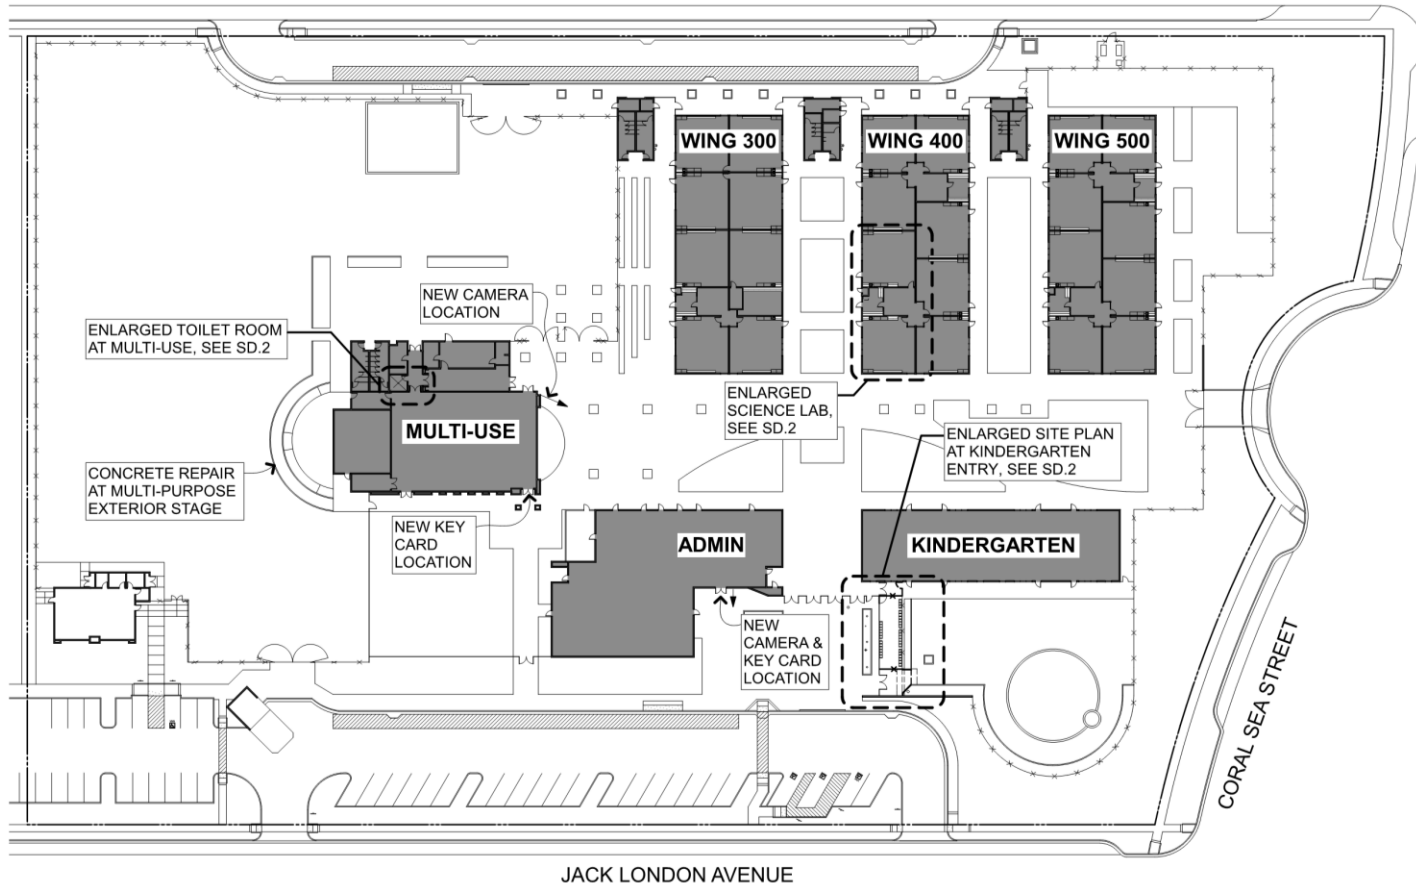 WING 300
WING 400
WING 500
NEW CAMERA
LOCATION
ENLARGED TOILET ROOM
AT MULTI-USE, SEE SD.2
ENLARGED
SCIENCE LAB,
SEE SD.2
MULTI-USE
ENLARGED SITE PLAN
AT KINDERGARTEN
ENTRY, SEE SD.2
CONCRETE REPAIR
AT MULTI-PURPOSE
EXTERIOR STAGE
NEW KEY
CARD
LOCATION
ADMIN
KINDERGARTEN
NEW
CAMERA &
KEY CARD
LOCATION
CORAL SEA STREET
JACK LONDON AVENUE